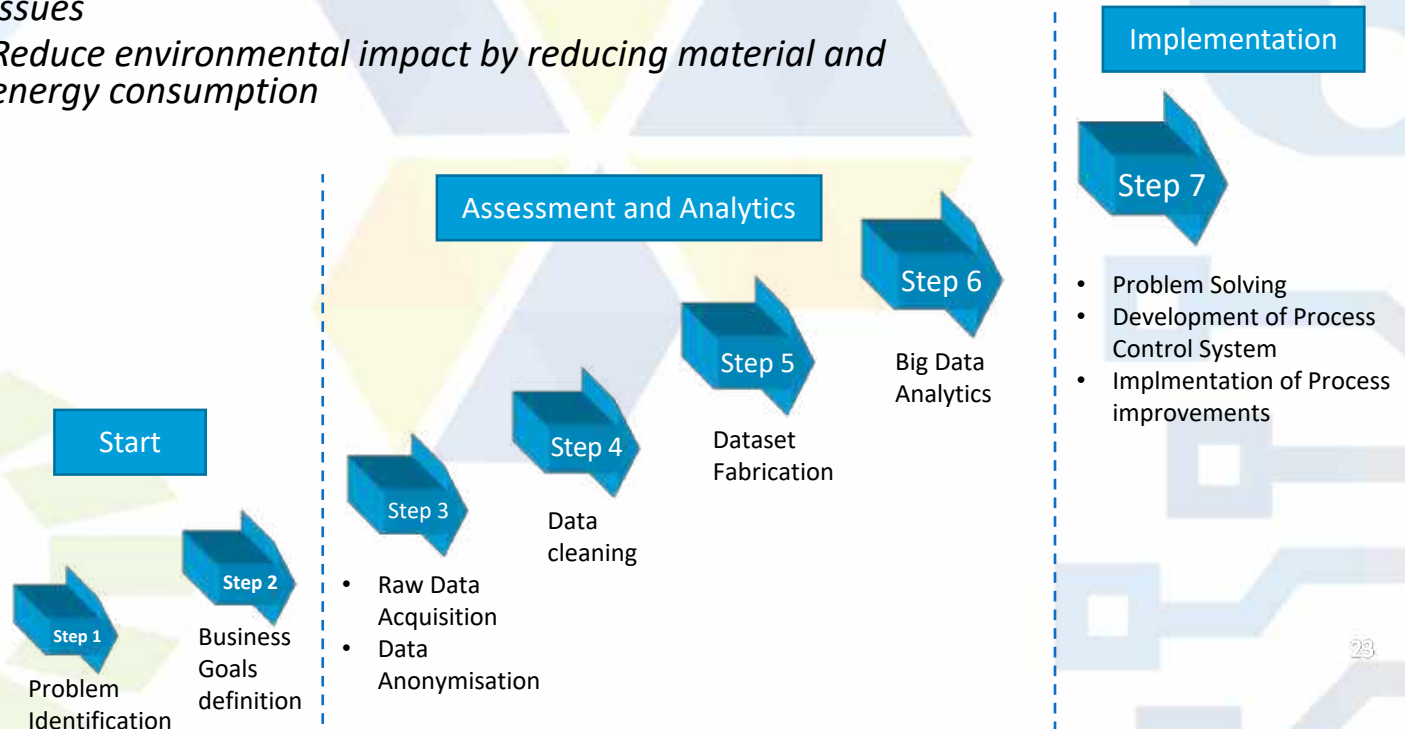 issues
Reduce environmental impact by reducing material and
energy consumption
Implementation
Step 7
• Problem Solving
• Development of Process
Control System
• Implmentation of Process
improvements
Assessment and Analytics
Step 6
Big Data
Analytics
Step 5
Dataset
Fabrication
Step 4
Data
cleaning
Step 3
• Raw Data
Acquisition
• Data
Anonymisation
Start
Step 2
Business
Goals
definition
Step 1
Problem
Identification
23